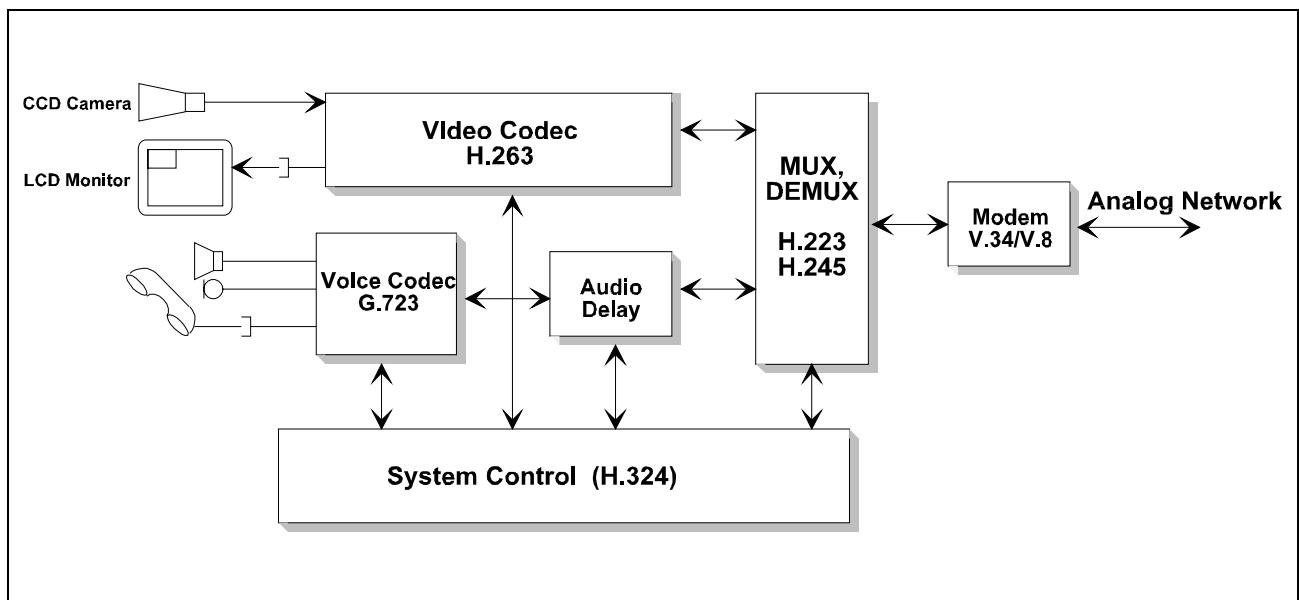 CCD Camera
LCD Monitor
VIdeo Codec
H.263
VoIce Codec
G.723
Audio
Delay
MUX,
DEMUX
H.223
H.245
Modem
V.34/V.8
Analog Network
System Control (H.324)